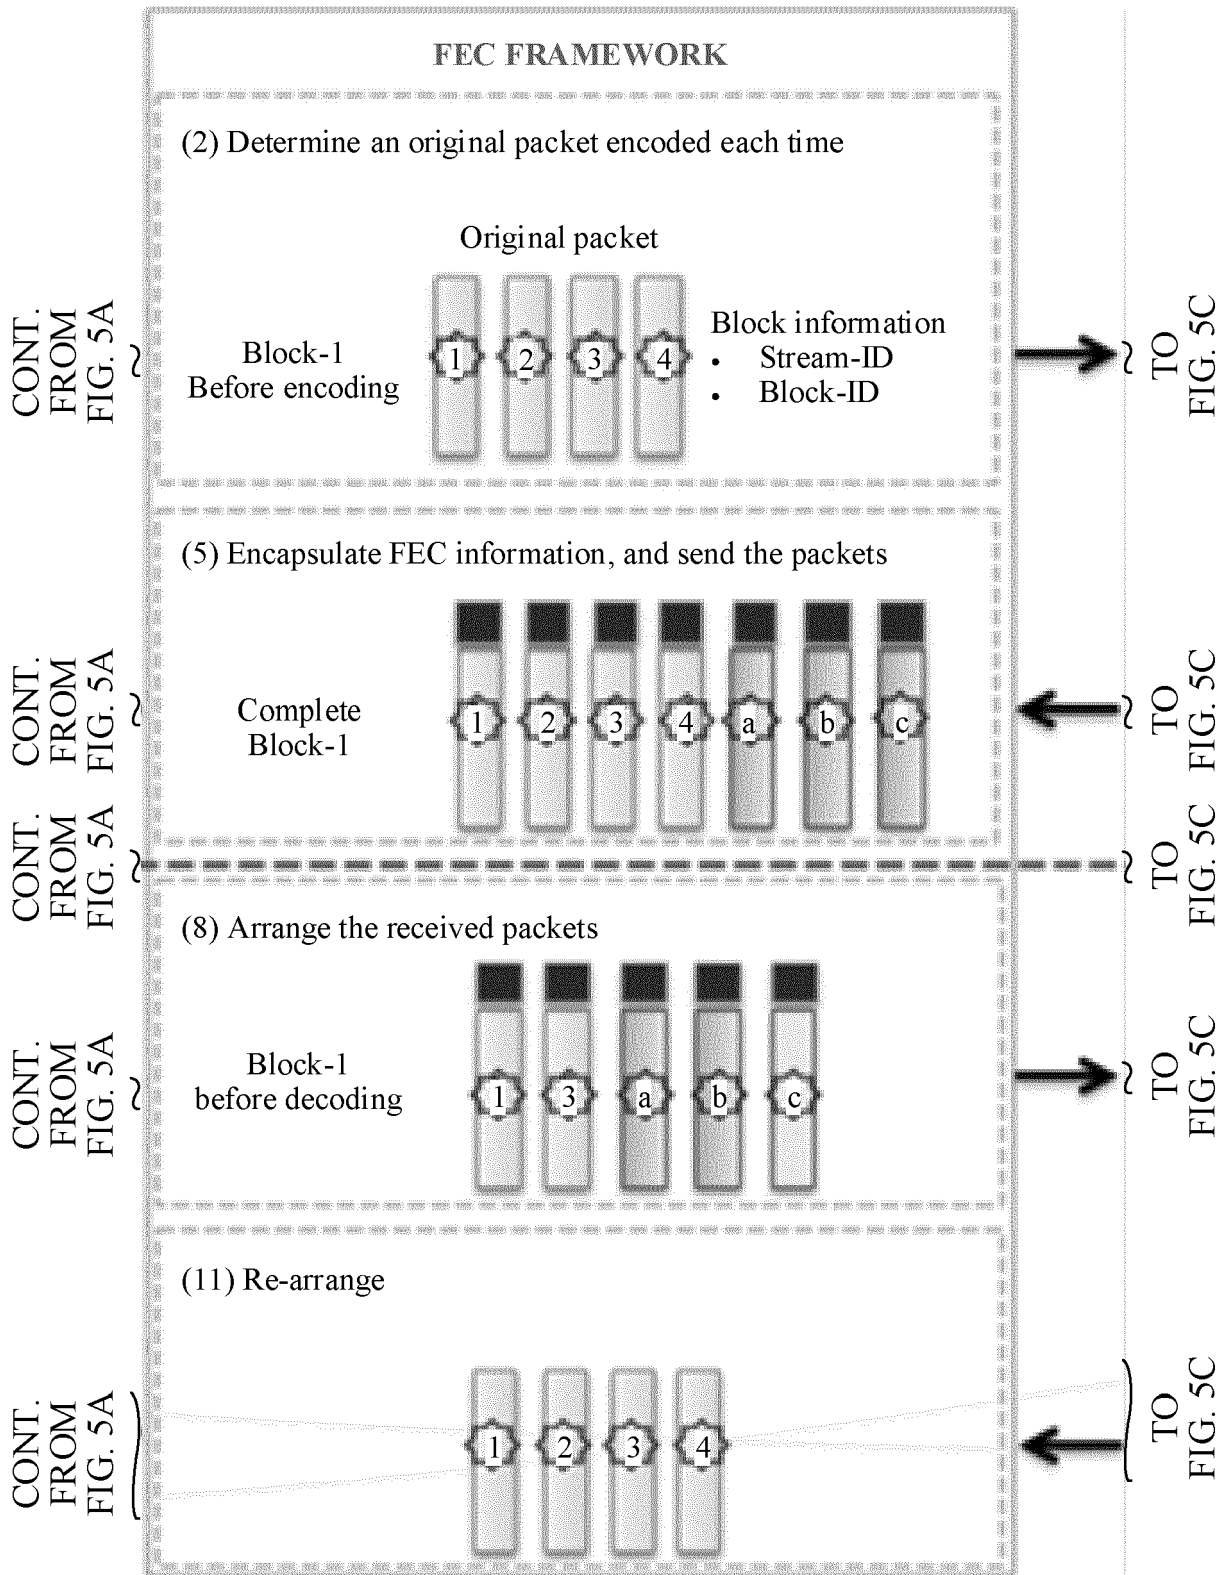 FEC FRAMEWORK
(2) Determine an original packet encoded each time
Original packet
CONT.
FROM
FIG. 5A
Block-1
Before encoding
1
2
3
4
Block information
• Stream-ID
• Block-ID
TO
FIG. 5C
(5) Encapsulate FEC information, and send the packets
CONT.
FROM
FIG. 5A
Complete
Block-1
1
2
3
4
a
b
c
TO
FIG. 5C
CONT.
FROM
FIG. 5A
TO
FIG. 5C
(8) Arrange the received packets
CONT.
FROM
FIG. 5A
Block-1
before decoding
1
3
a
b
c
TO
FIG. 5C
(11) Re-arrange
CONT.
FROM
FIG. 5A
1
2
3
4
TO
FIG. 5C